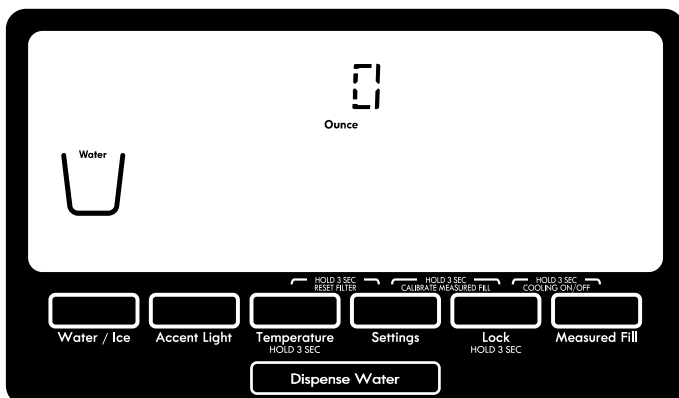 0
Ounce
Water
HOLD 3 SEC HOLD 3 SEC HOLD 3 SEC
RESET FILTER CALIBRATE MEASURED FILL COOLING ON/OFF
Water / Ice Accent Light Temperature Settings Lock Measured Fill
HOLD 3 SEC HOLD 3 SEC
Dispense Water